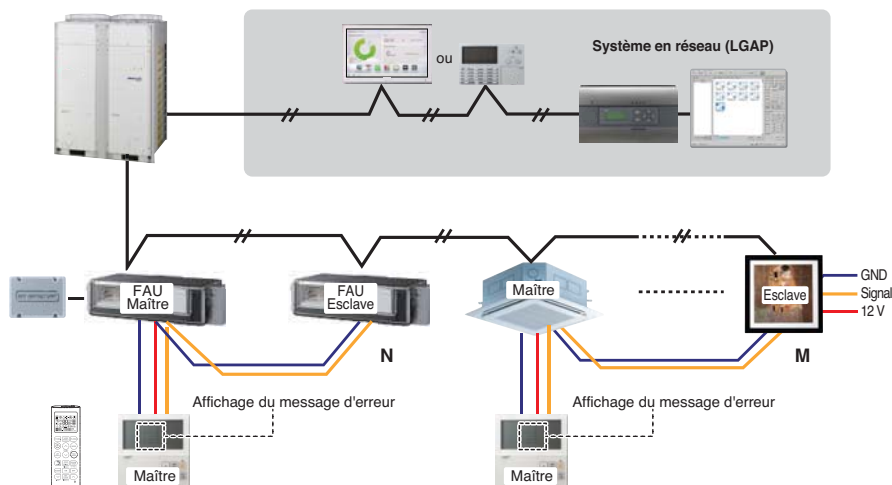 Système en réseau (LGAP)
ou
FAU
Maître
FAU
Esclave
Maître
Esclave
GND
Signal
12 V
N
M
Affichage du message d'erreur
Affichage du message d'erreur
Maître
Maître